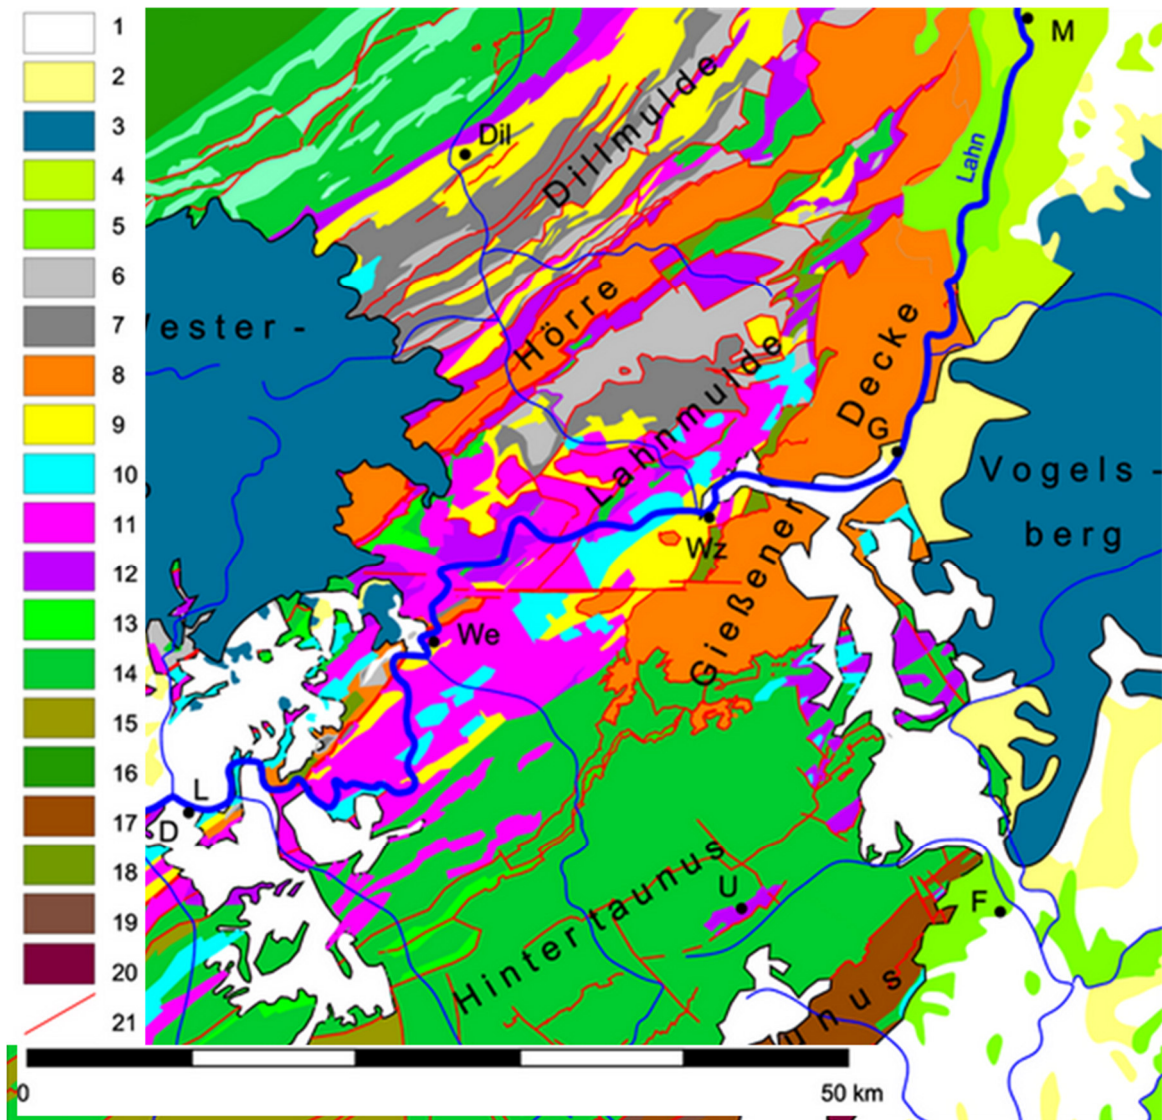 1
2
3
4
5
6
7
8
9
10
11
12
13
14
15
16
17
18
19
20
21
M
Dil
Dillmulde
Lahn
Wester -
Hörre
Lahnmulde
Decke
G
Vogels -
berg
Wz
Gießener
We
L
D
Hintertaunus
U
F
unus
0
50 km